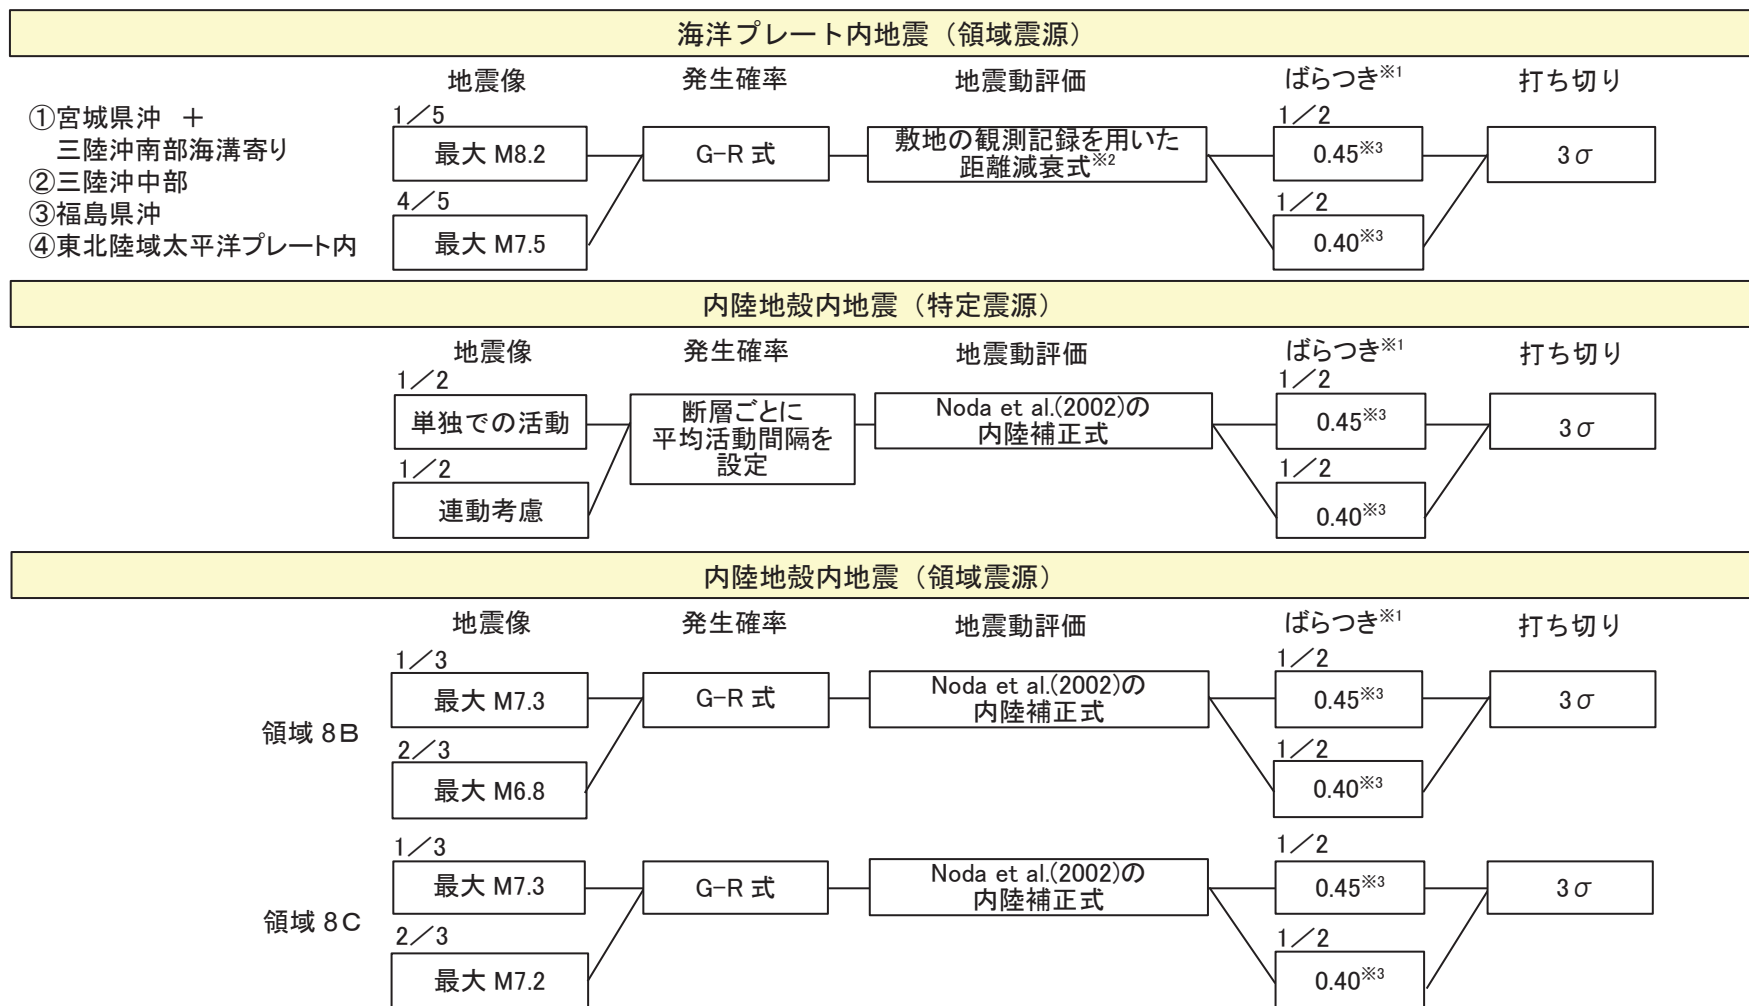 海洋プレート内地震（領域震源）
地震像 発生確率 地震動評価 ばらつき※1 打ち切り
①宮城県沖 ＋
三陸沖南部海溝寄り
②三陸沖中部
③福島県沖
④東北陸域太平洋プレート内
1／5
最大 M8.2
4／5
最大 M7.5
G-R 式
敷地の観測記録を用いた
距離減衰式※2
1／2
0.45※3
1／2
0.40※3
3σ
内陸地殻内地震（特定震源）
地震像 発生確率 地震動評価 ばらつき※1 打ち切り
1／2
単独での活動
1／2
連動考慮
断層ごとに
平均活動間隔を
設定
Noda et al.(2002)の
内陸補正式
1／2
0.45※3
1／2
0.40※3
3σ
内陸地殻内地震（領域震源）
地震像 発生確率 地震動評価 ばらつき※1 打ち切り
領域 8B
1／3
最大 M7.3
2／3
最大 M6.8
G-R 式
Noda et al.(2002)の
内陸補正式
1／2
0.45※3
1／2
0.40※3
3σ
領域 8C
1／3
最大 M7.3
2／3
最大 M7.2
G-R 式
Noda et al.(2002)の
内陸補正式
1／2
0.45※3
1／2
0.40※3
3σ